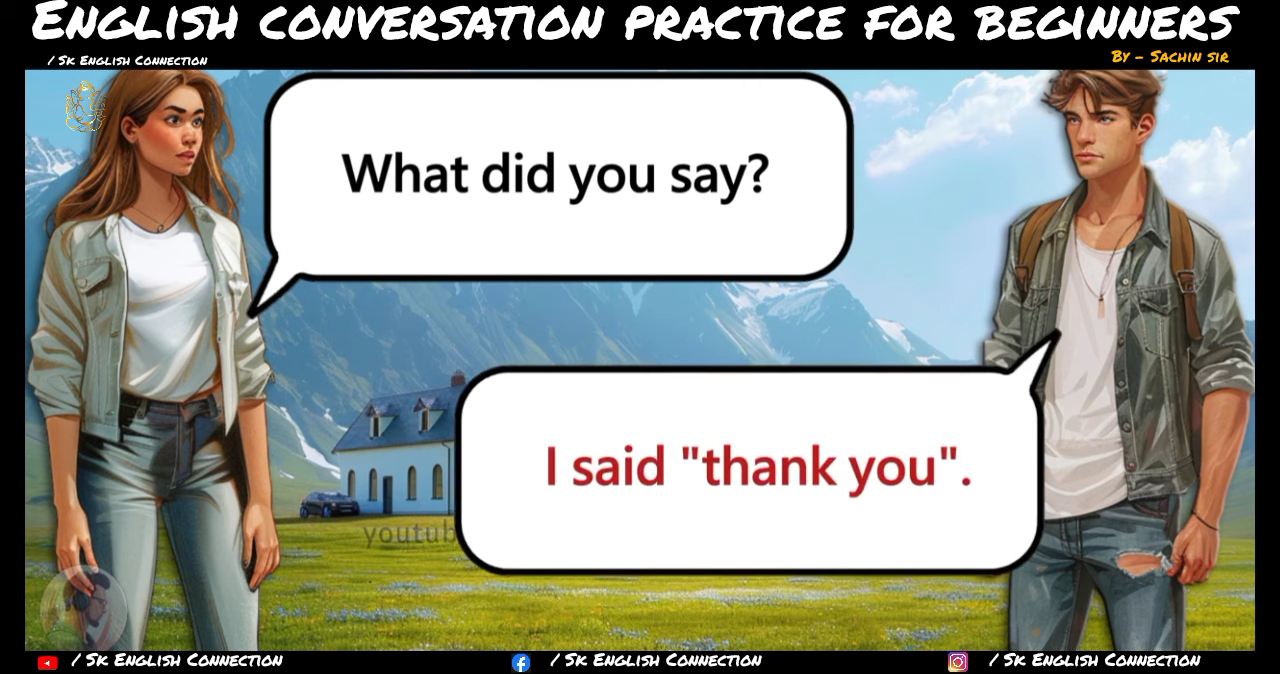 English conversation practice for beginners
/ Sk English Connection
By - Sachin sir
What did you say?
I said "thank you".
/ Sk English Connection
/ Sk English Connection
/ Sk English Connection